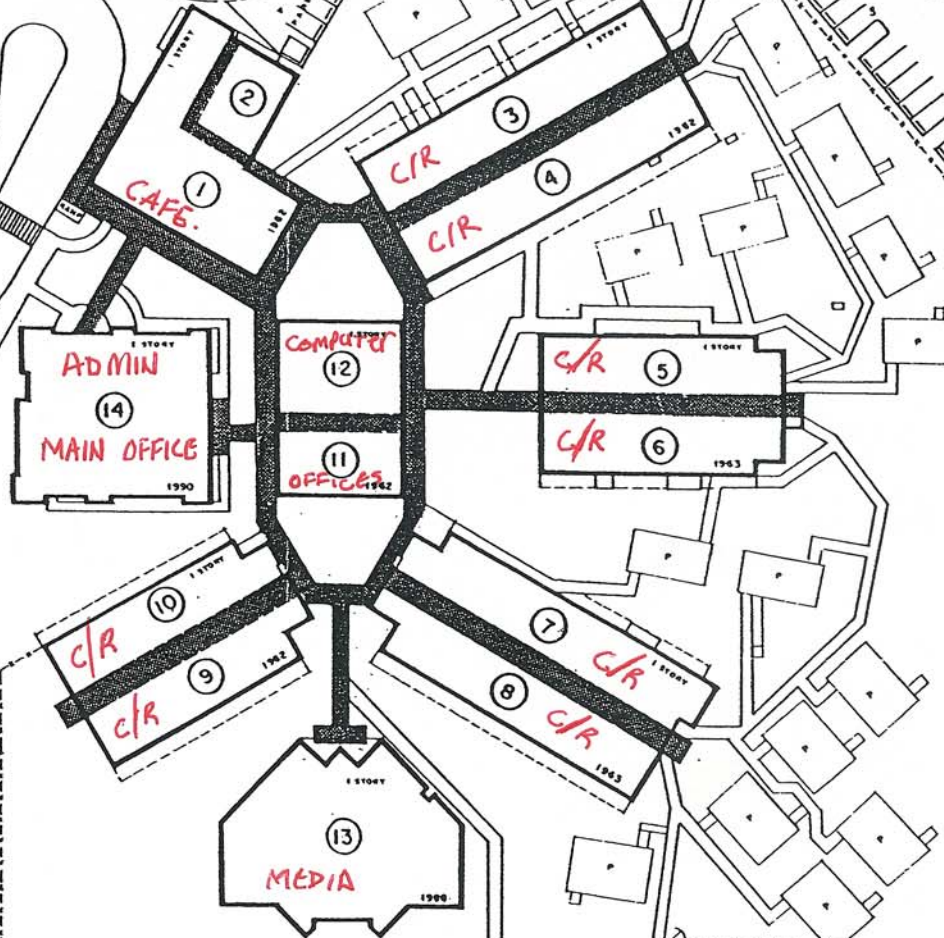 P
P
1 STORY
2
1 STORY
3
1962
P
C/R
4
C/R
1
CAFE.
1962
RAMP
P
P
P
P
P
1 STORY
ADMIN
14
MAIN OFFICE
1990
1 STORY
Computer
12
11
OFFICES
1962
C/R
5
1 STORY
C/R
6
1963
P
P
1 STORY
10
C/R
9
1962
C/R
7
C/R
1 STORY
8
C/R
1963
P
P
P
P
P
P
1 STORY
13
MEDIA